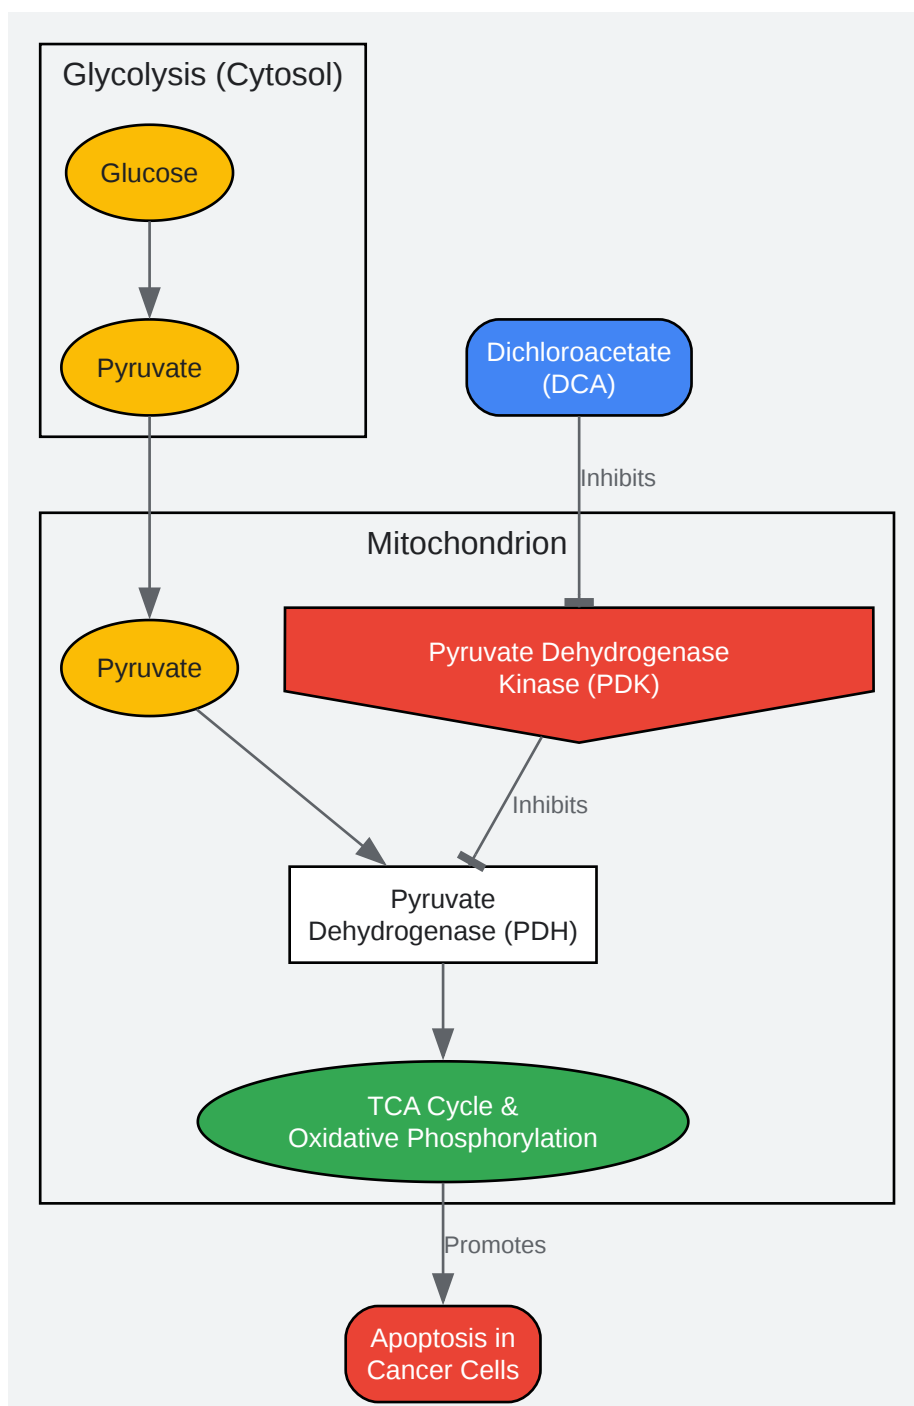 Glycolysis (Cytosol)
Glucose
Pyruvate
Dichloroacetate
(DCA)
Inhibits
Mitochondrion
Pyruvate
Pyruvate Dehydrogenase
Kinase (PDK)
Inhibits
Pyruvate
Dehydrogenase (PDH)
TCA Cycle &
Oxidative Phosphorylation
Promotes
Apoptosis in
Cancer Cells